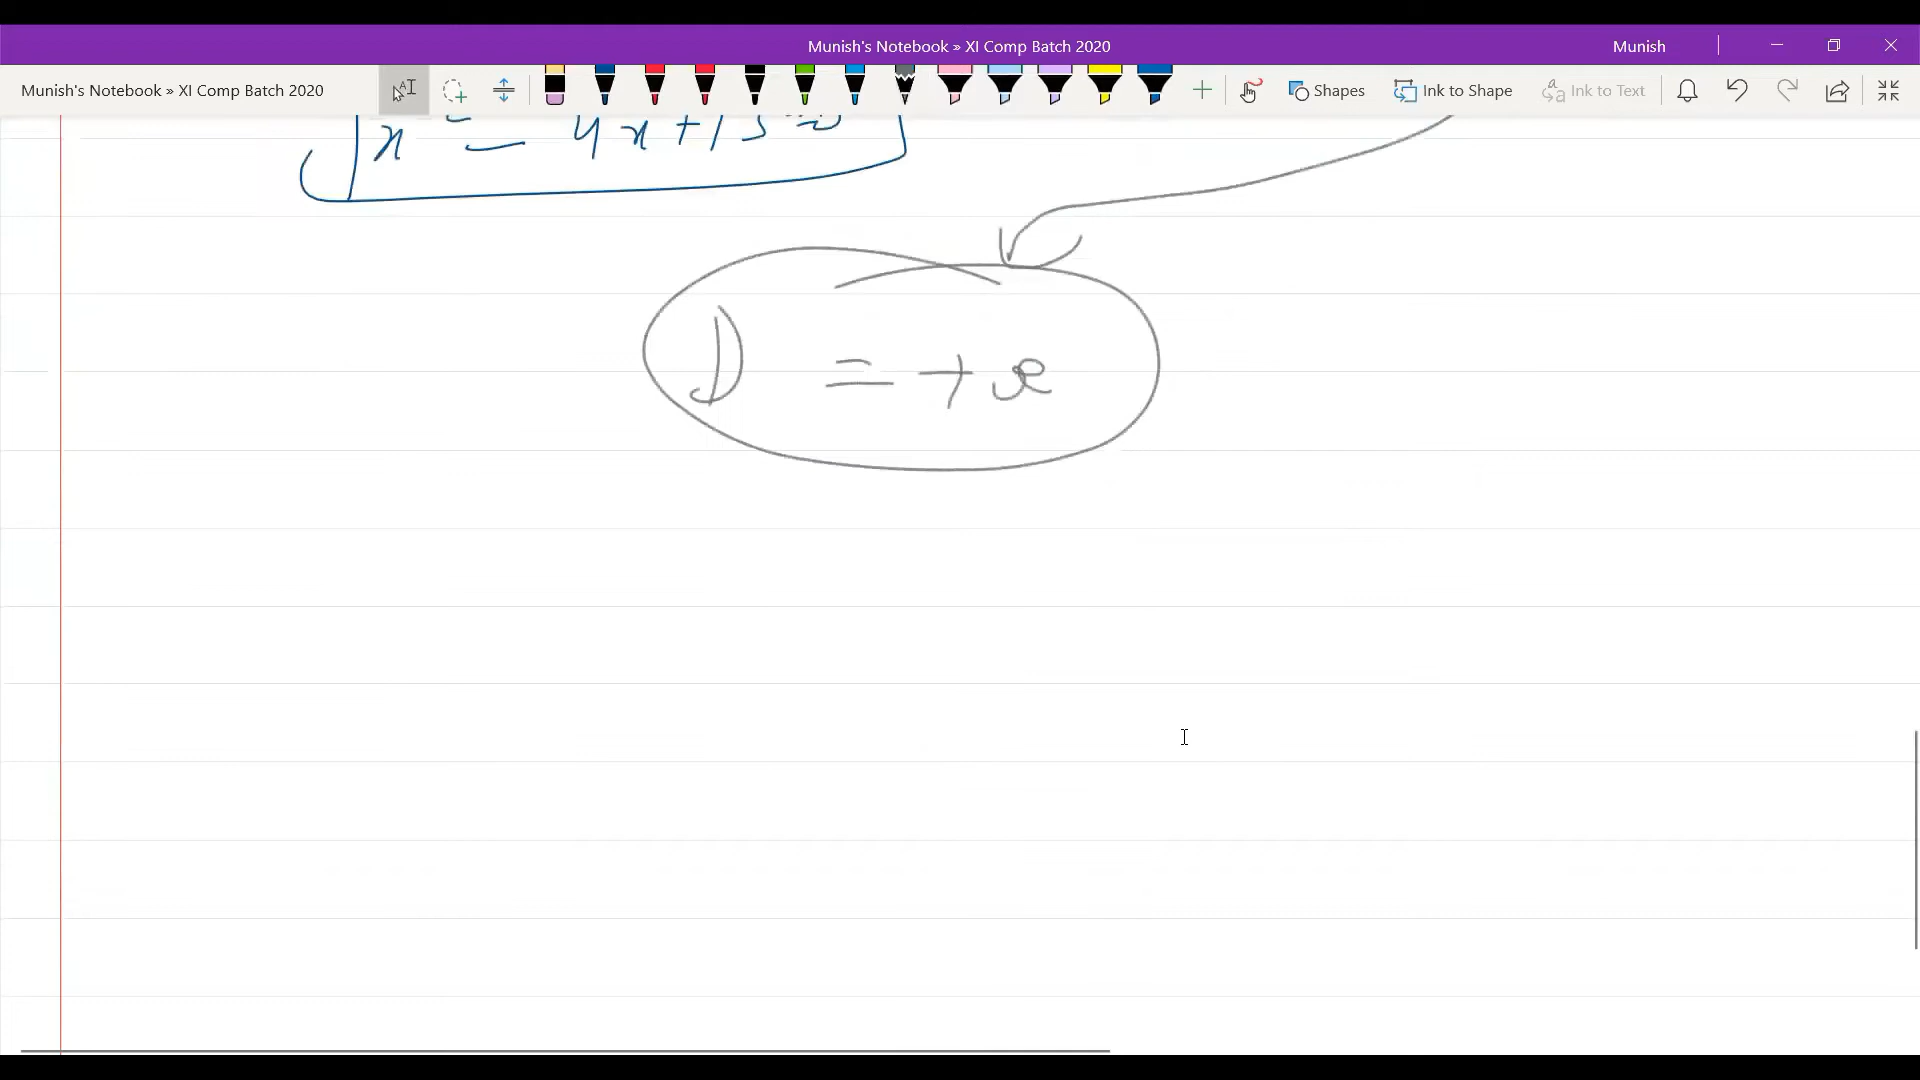 Munish's Notebook » XI Comp Batch 2020
Munish
Munish's Notebook » XI Comp Batch 2020
Shapes
Ink to Shape
Ink to Text
x² - 4x+13=0
D = +ve